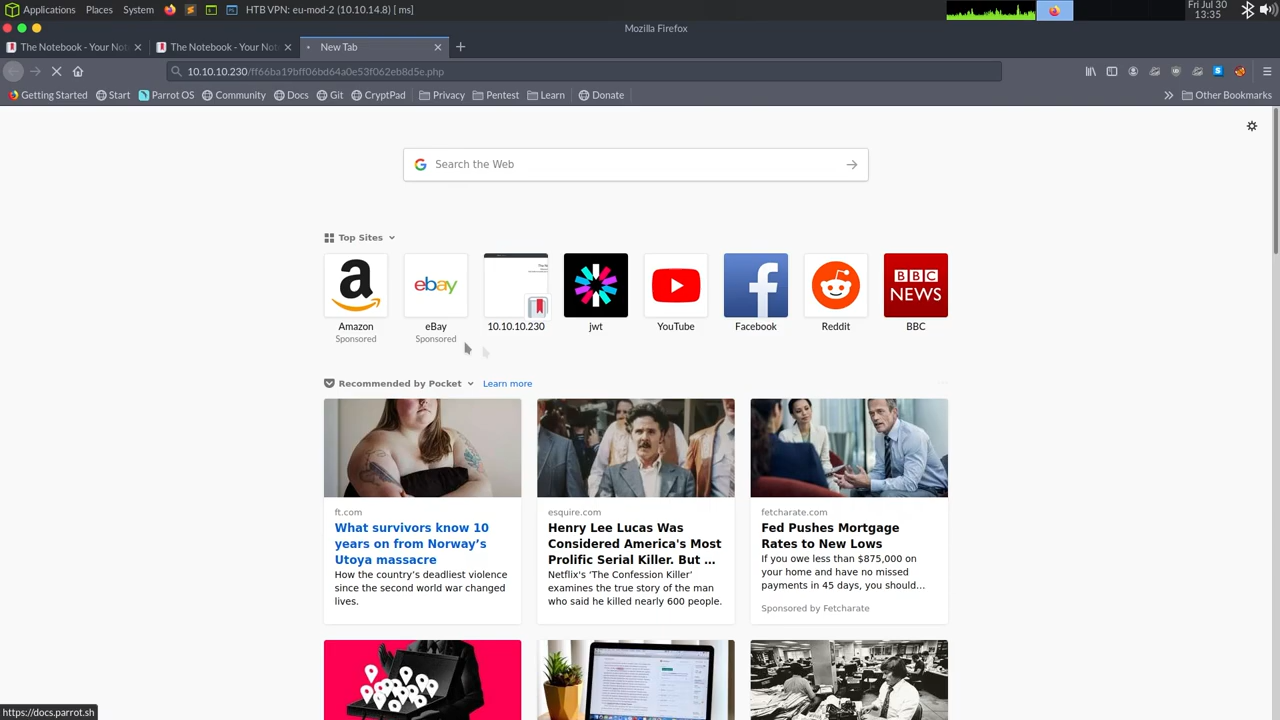 Applications Places System HTB VPN: eu-mod-2 (10.10.14.8) [ ms] Fri Jul 30
13:35
Mozilla Firefox
The Notebook - Your Not The Notebook - Your Not New Tab
10.10.10.230/ff66ba19bff06bd64a0e53f062eb8d5e.php
Getting Started Start Parrot OS Community Docs Git CryptPad Privacy Pentest Learn Donate Other Bookmarks
Search the Web
Top Sites
Amazon eBay 10.10.10.230 jwt YouTube Facebook Reddit BBC
Sponsored Sponsored
ebay
BBC
NEWS
Recommended by Pocket Learn more
ft.com
What survivors know 10
years on from Norway’s
Utoya massacre
How the country’s deadliest violence
since the second world war changed
lives.
esquire.com
Henry Lee Lucas Was
Considered America's Most
Prolific Serial Killer. But ...
Netflix's ‘The Confession Killer’
examines the true story of the man
who said he killed nearly 600 people.
fetcharate.com
Fed Pushes Mortgage
Rates to New Lows
If you owe less than $875,000 on
your home and have no missed
payments in 45 days, you should…
Sponsored by Fetcharate
https://docs.parrot.sh